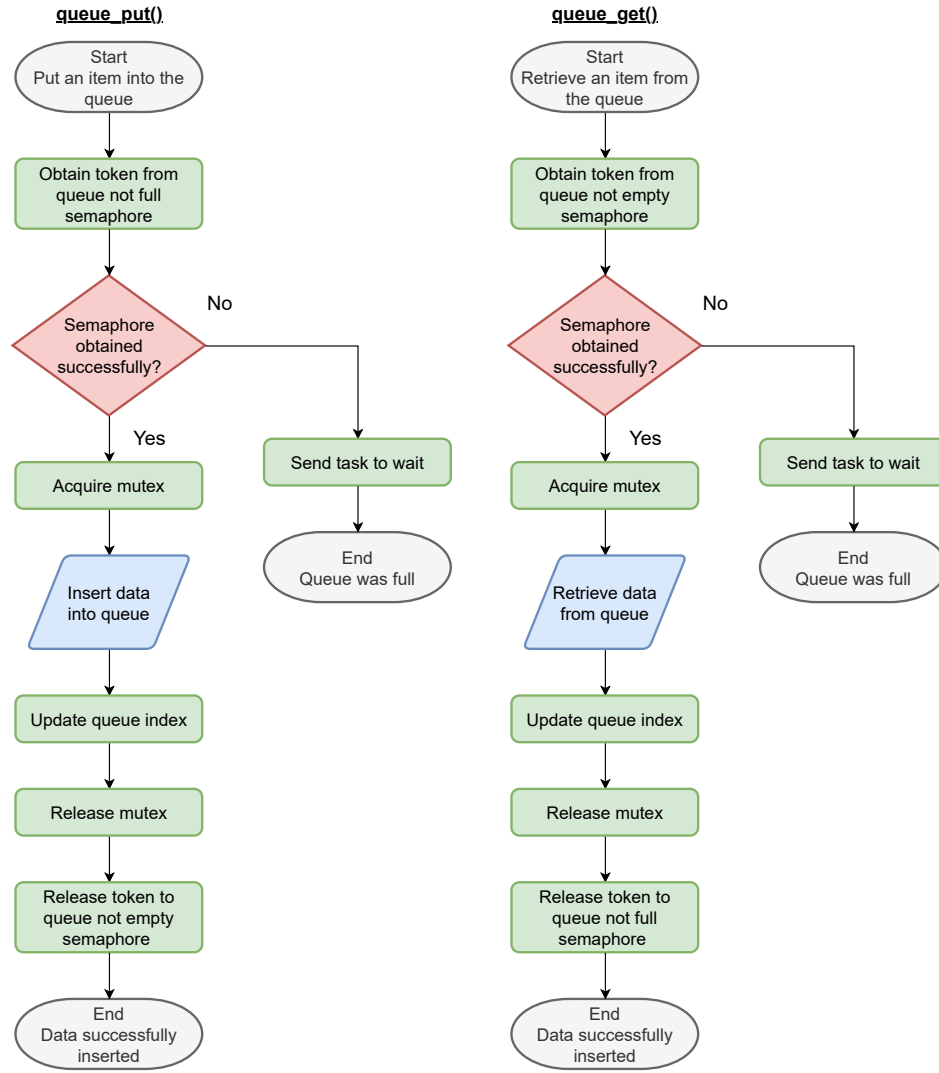 queue_put()
Start
Put an item into the
queue
Obtain token from
queue not full
semaphore
Semaphore
obtained
successfully?
No
Yes
Send task to wait
Acquire mutex
End
Queue was full
Insert data
into queue
Update queue index
Release mutex
Release token to
queue not empty
semaphore
End
Data successfully
inserted
queue_get()
Start
Retrieve an item from
the queue
Obtain token from
queue not empty
semaphore
Semaphore
obtained
successfully?
No
Yes
Send task to wait
Acquire mutex
End
Queue was full
Retrieve data
from queue
Update queue index
Release mutex
Release token to
queue not full
semaphore
End
Data successfully
inserted